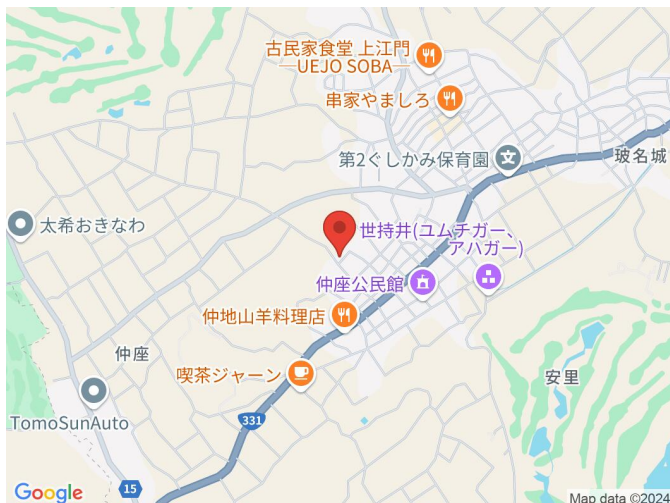 古民家食堂 上江門
―UEJO SOBA―
串家やましろ
第2ぐしかみ保育園
玻名城
太希おきなわ
世持井(ユムチガー、
アハガー)
仲座公民館
仲地山羊料理店
仲座
喫茶ジャーン
安里
TomoSunAuto
331
15
Google
Map data ©2024